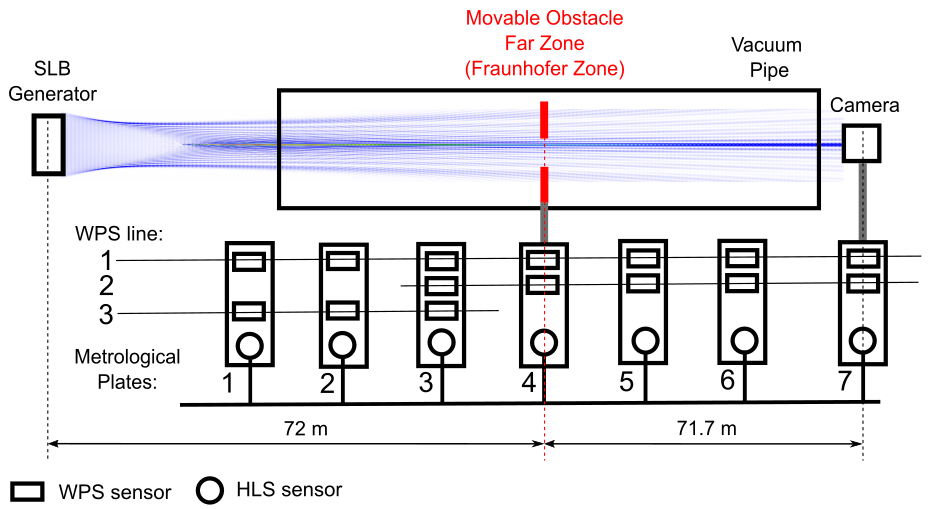 Movable Obstacle
Far Zone
(Fraunhofer Zone)
Vacuum
Pipe
SLB
Generator
Camera
WPS line:
1
2
3
Metrological
Plates:
1 2 3 4 5 6 7
72 m
71.7 m
WPS sensor
HLS sensor